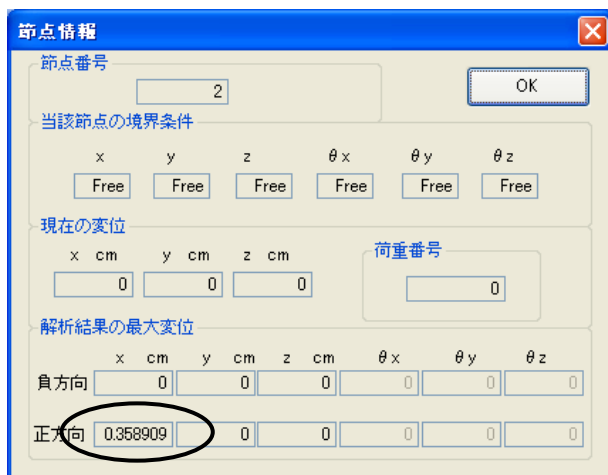 節点情報
節点番号
2
OK
当該節点の境界条件
x y z θx θy θz
Free Free Free Free Free Free
現在の変位
x cm y cm z cm
0 0 0
荷重番号
0
解析結果の最大変位
x cm y cm z cm θx θy θz
負方向 0 0 0 0 0 0
正方向 0.358909 0 0 0 0 0